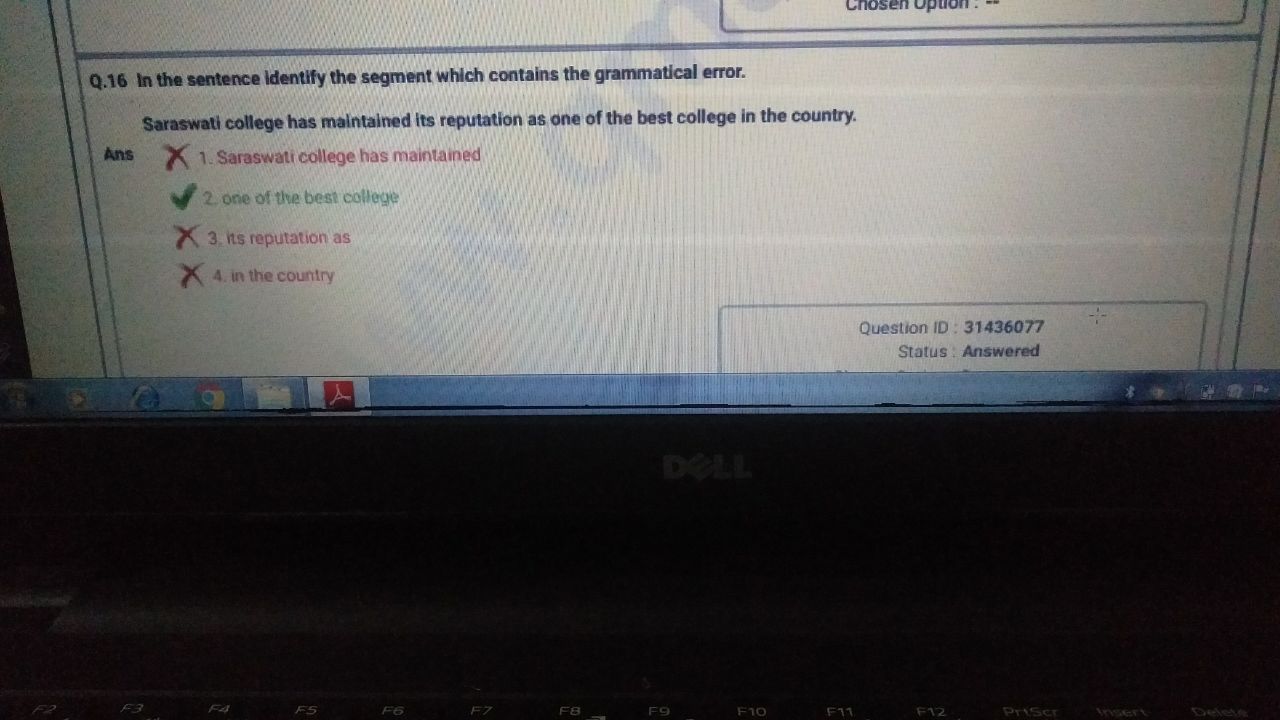 Chosen Option : --
Q.16 In the sentence identify the segment which contains the grammatical error.
Saraswati college has maintained its reputation as one of the best college in the country.
Ans 1. Saraswati college has maintained
2. one of the best college
3. its reputation as
4. in the country
Question ID : 31436077
Status : Answered
DELL
F2 F3 F4 F5 F6 F7 F8 F9 F10 F11 F12 PrtScr Insert Delete